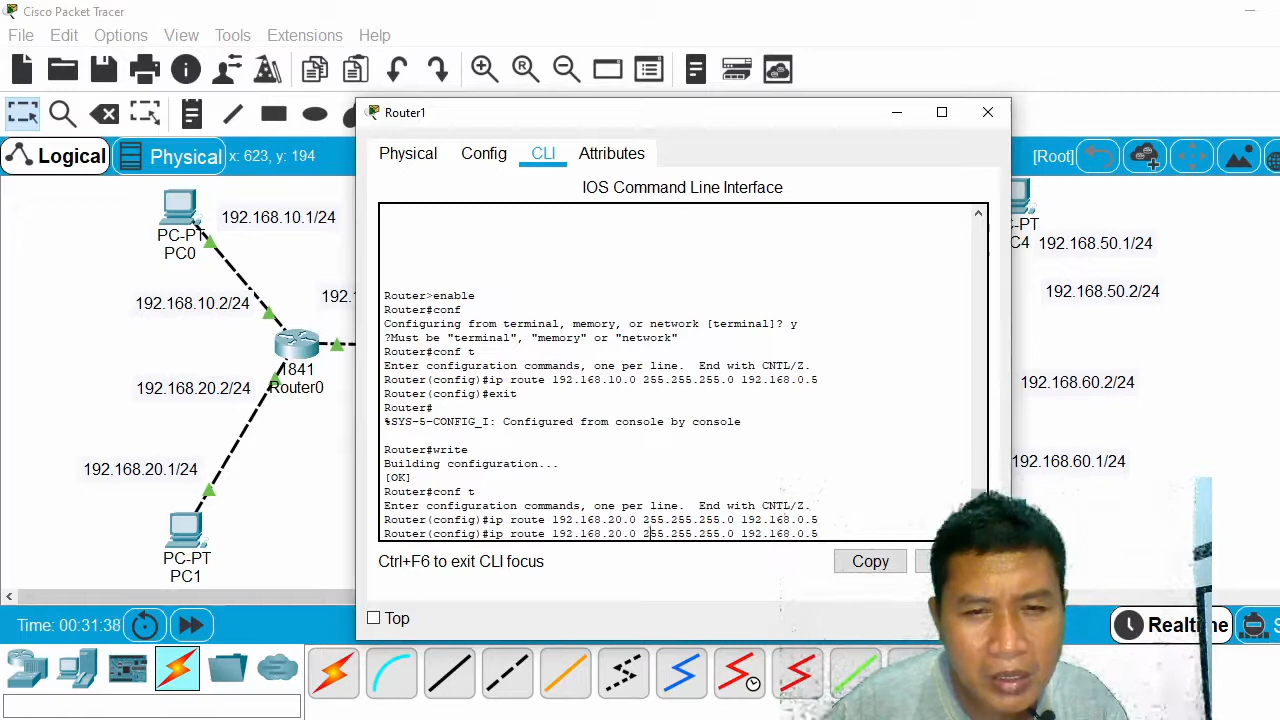 Cisco Packet Tracer
File Edit Options View Tools Extensions Help
Router1
Logical
Physical
x: 623, y: 194
[Root]
Physical Config CLI Attributes
IOS Command Line Interface
Router>enable
Router#conf
Configuring from terminal, memory, or network [terminal]? y
?Must be "terminal", "memory" or "network"
Router#conf t
Enter configuration commands, one per line. End with CNTL/Z.
Router(config)#ip route 192.168.10.0 255.255.255.0 192.168.0.5
Router(config)#exit
Router#
%SYS-5-CONFIG_I: Configured from console by console
Router#write
Building configuration...
[OK]
Router#conf t
Enter configuration commands, one per line. End with CNTL/Z.
Router(config)#ip route 192.168.20.0 255.255.255.0 192.168.0.5
Router(config)#ip route 192.168.20.0 255.255.255.0 192.168.0.5
Ctrl+F6 to exit CLI focus
Copy
Top
192.168.10.1/24
PC-PT
PC0
192.168.10.2/24
192.
1841
Router0
192.168.20.2/24
192.168.20.1/24
PC-PT
PC1
-PT
C4
192.168.50.1/24
192.168.50.2/24
192.168.60.2/24
192.168.60.1/24
Time: 00:31:38
Realtime
S